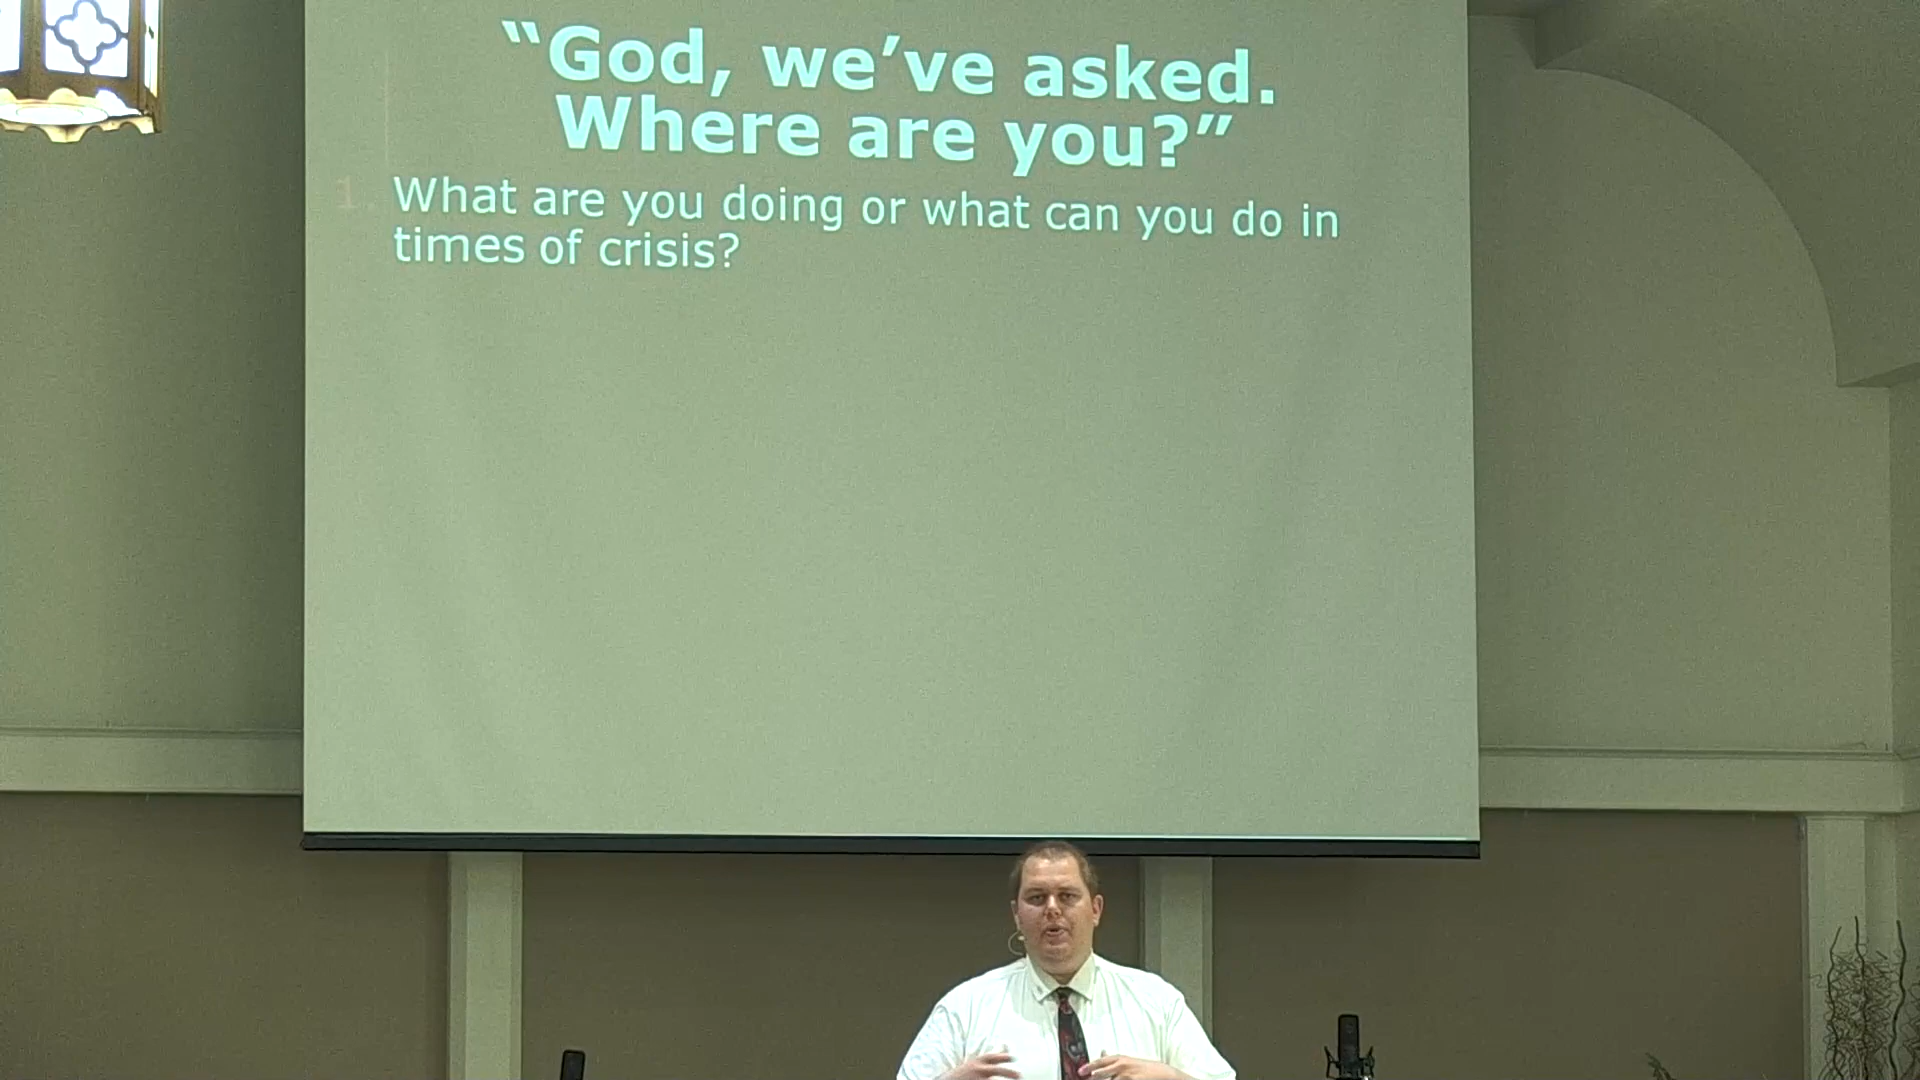 “God, we’ve asked.
Where are you?”
1. What are you doing or what can you do in
times of crisis?